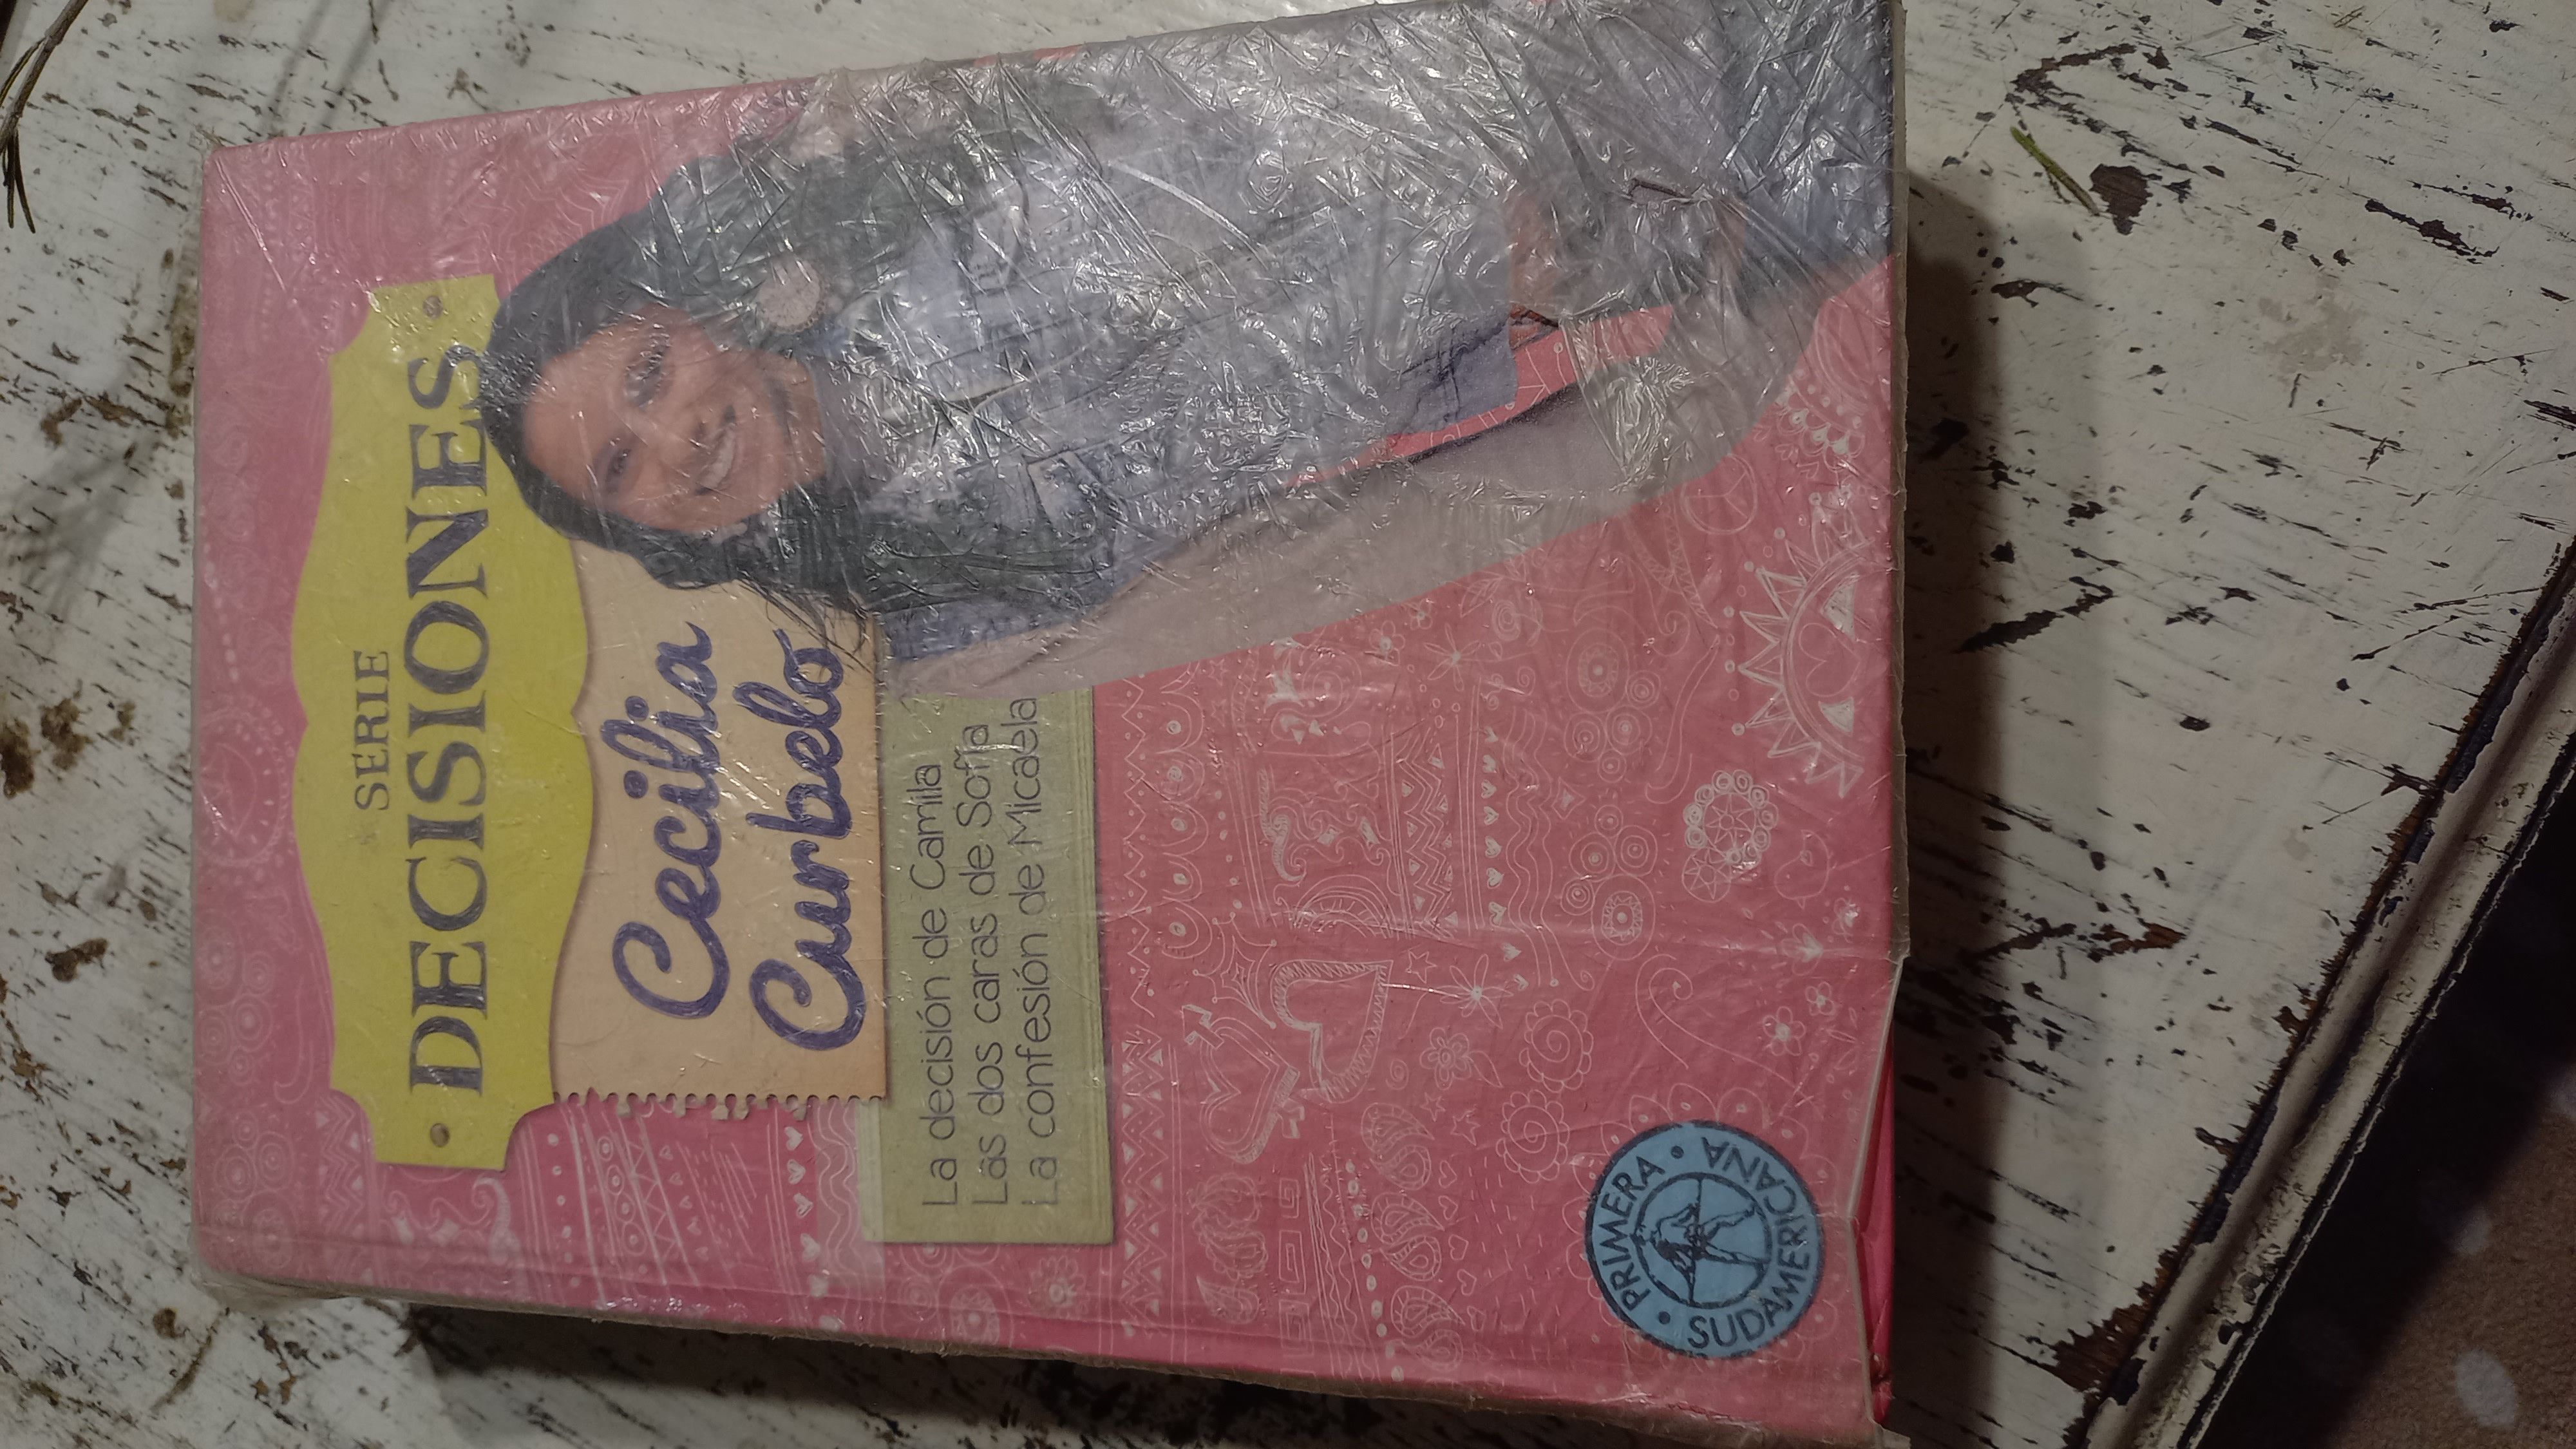 SERIE
DECISIONES
Cecilia
Curbelo
La decisión de Camila
Las dos caras de Sofía
La confesión de Micaela
PRIMERA • SUDAMERICANA •